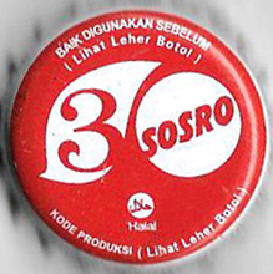 BAIK DIGUNAKAN SEBELUM
( Lihat Leher Botol )
3
SOSRO
Halal
KODE PRODUKSI ( Lihat Leher Botol )